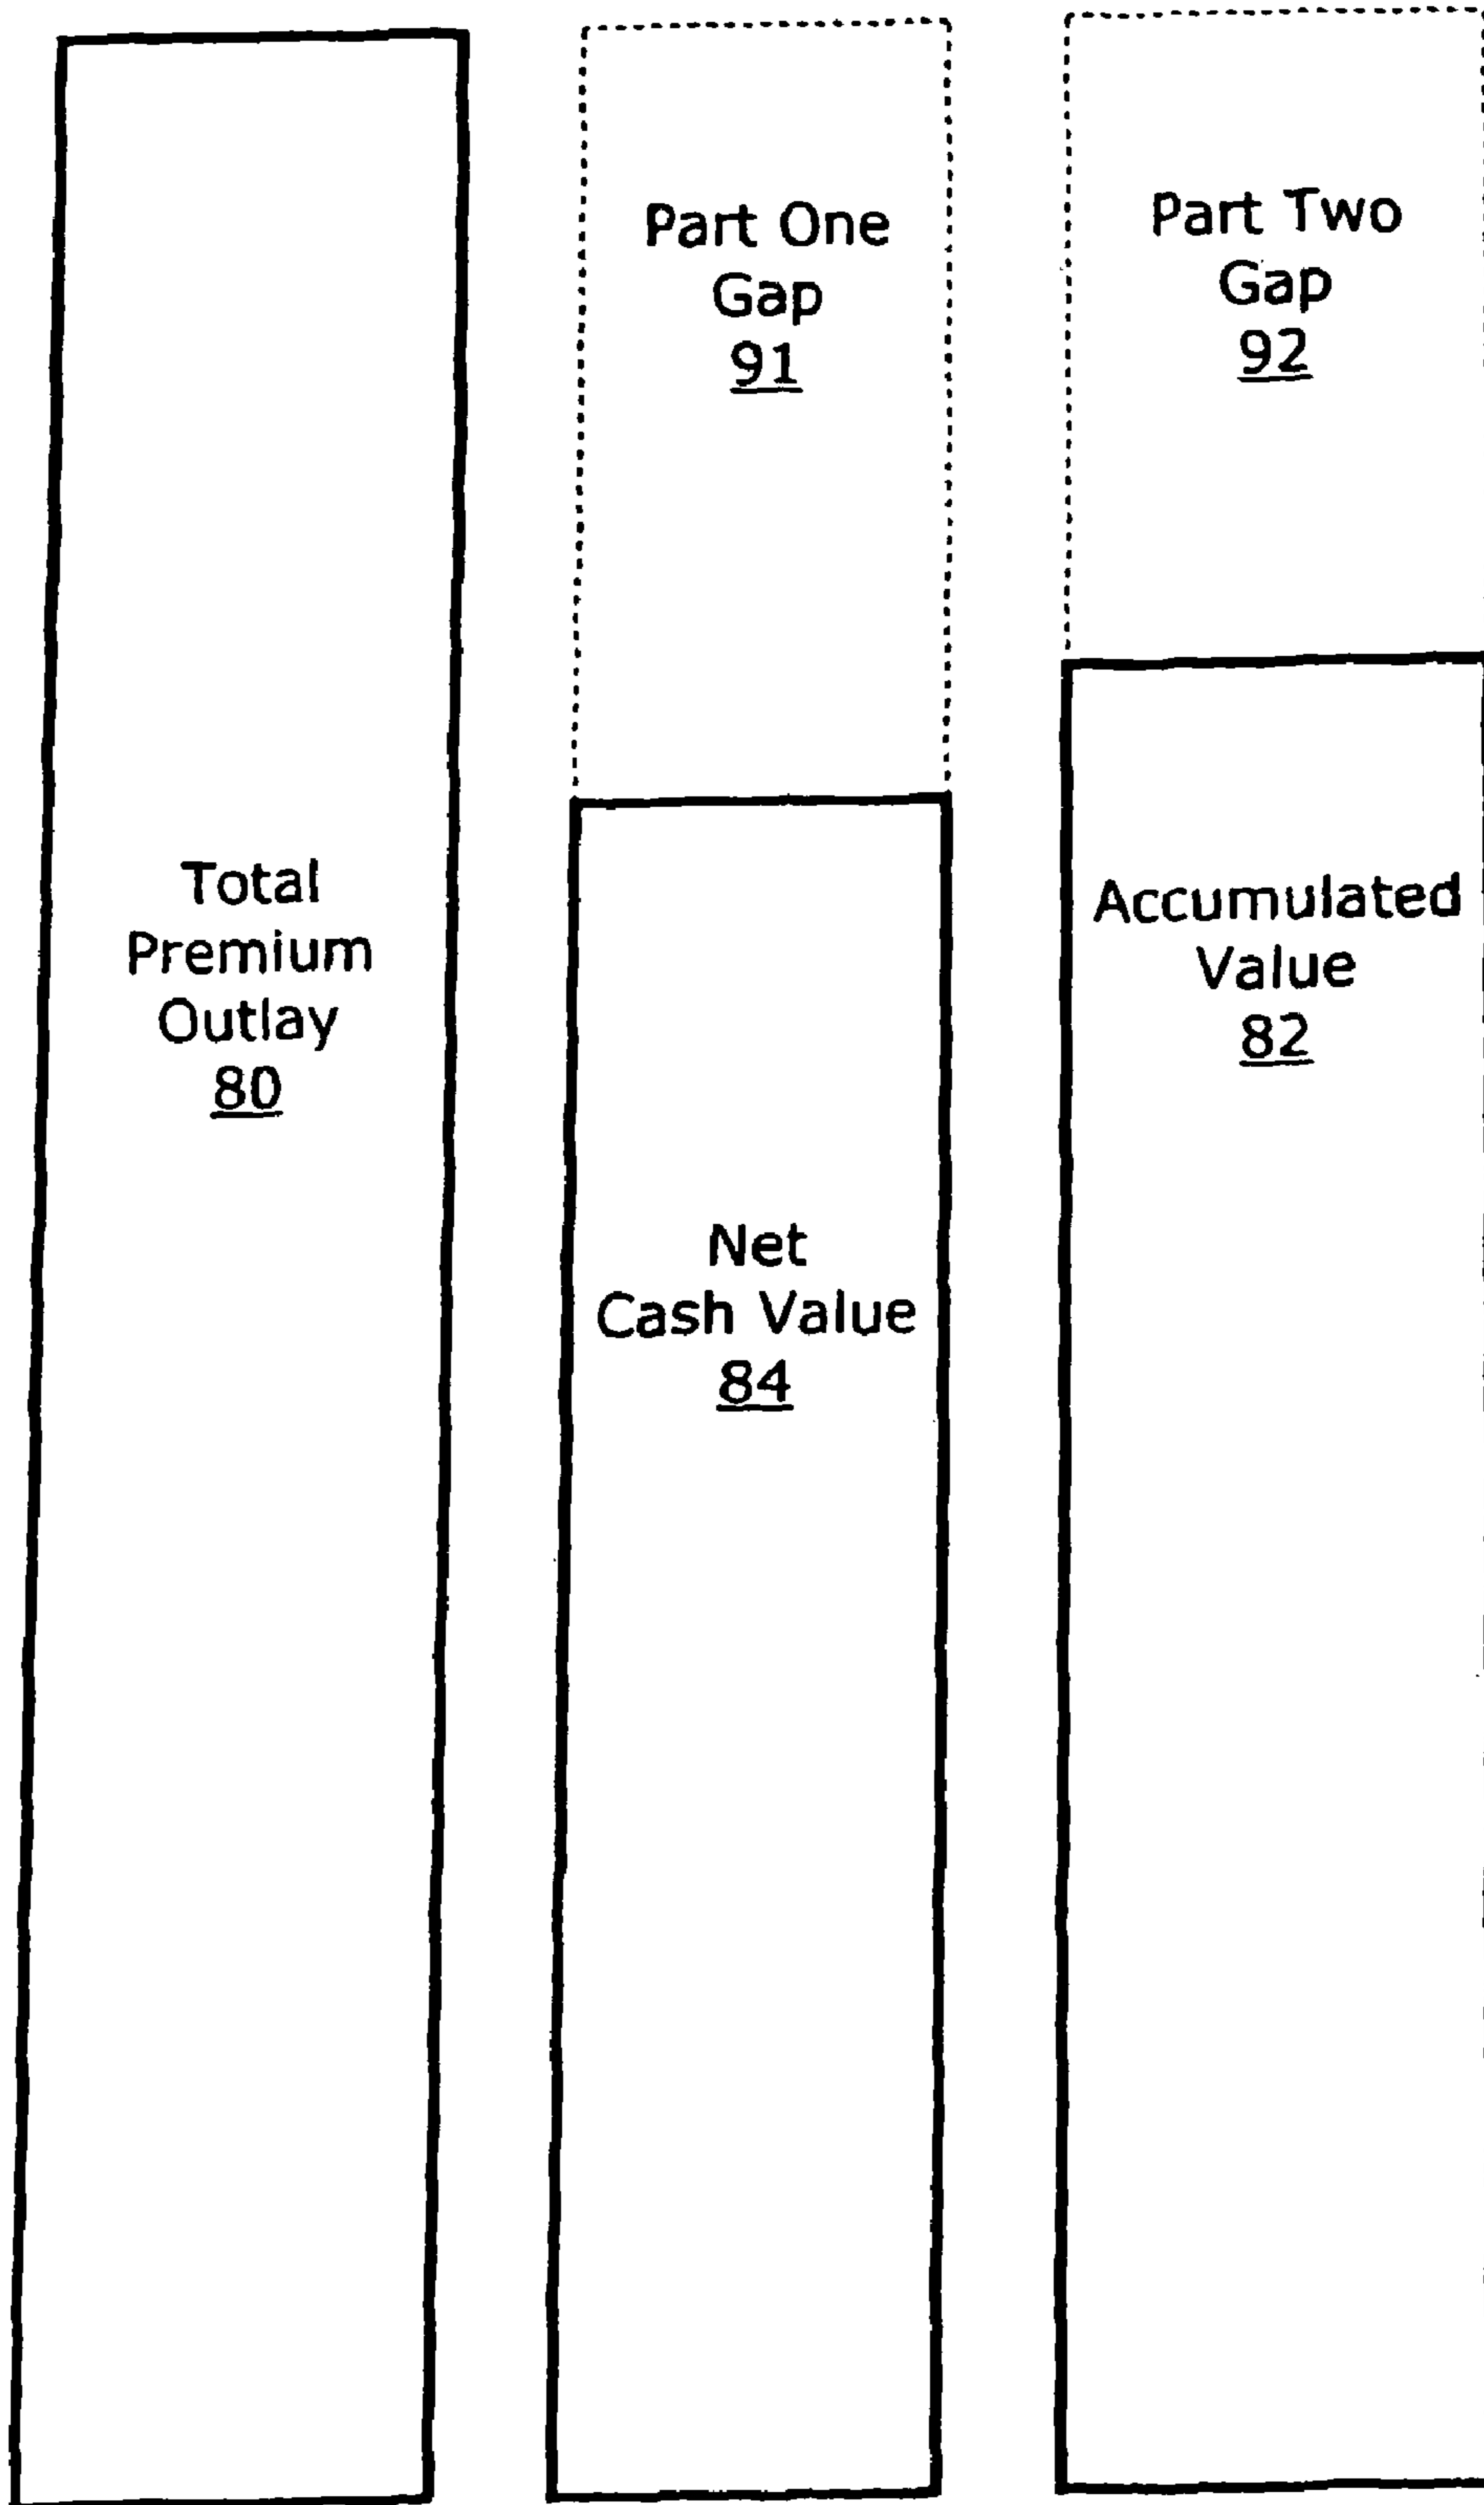 Total
Premium
Outlay
80
Part One
Gap
91
Net
Cash Value
84
Part Two
Gap
92
Accumulated
Value
82